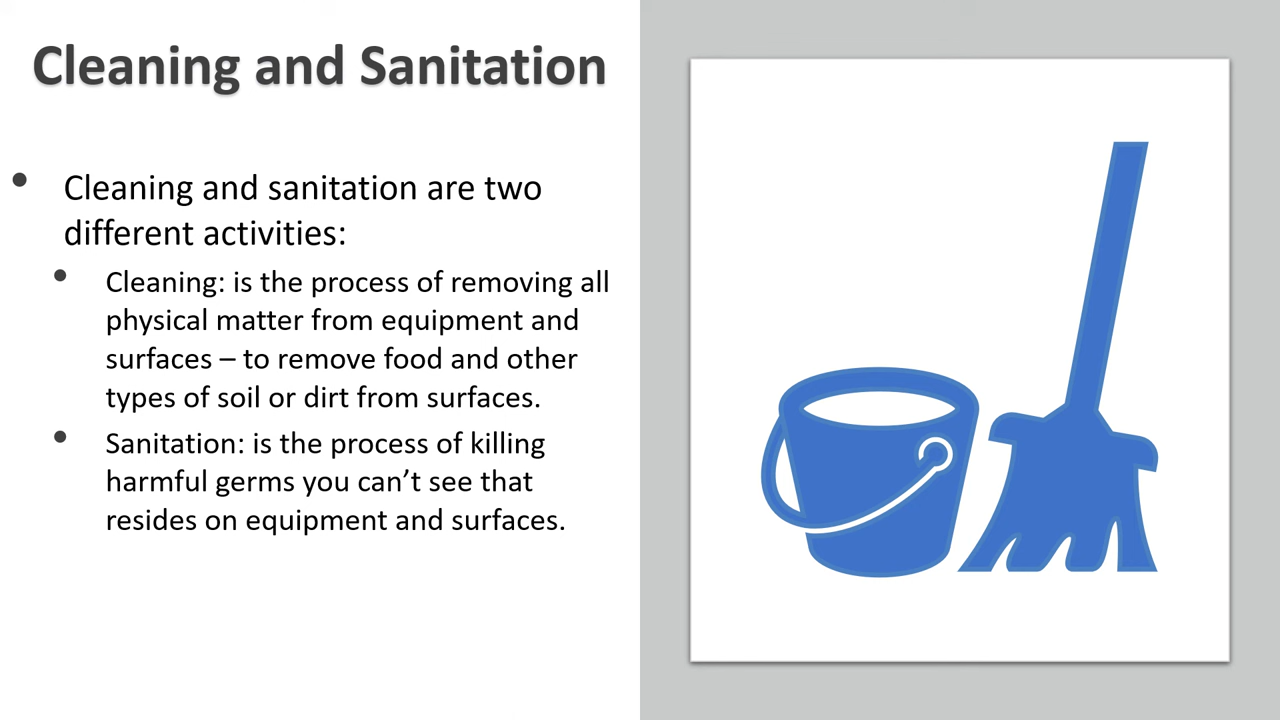 Cleaning and Sanitation
• Cleaning and sanitation are two
different activities:
• Cleaning: is the process of removing all
physical matter from equipment and
surfaces – to remove food and other
types of soil or dirt from surfaces.
• Sanitation: is the process of killing
harmful germs you can’t see that
resides on equipment and surfaces.